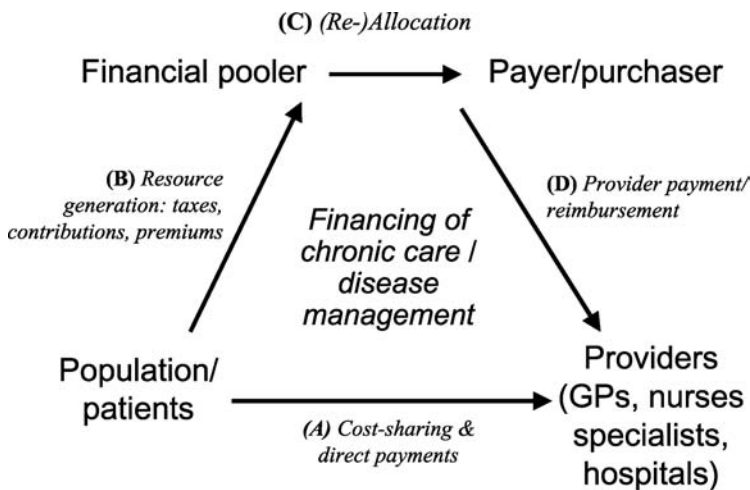 (C) (Re-)Allocation
Financial pooler
Payer/purchaser
(B) Resource
generation: taxes,
contributions, premiums
(D) Provider payment/
reimbursement
Financing of
chronic care /
disease
management
Population/
patients
Providers
(GPs, nurses
specialists,
hospitals)
(A) Cost-sharing &
direct payments